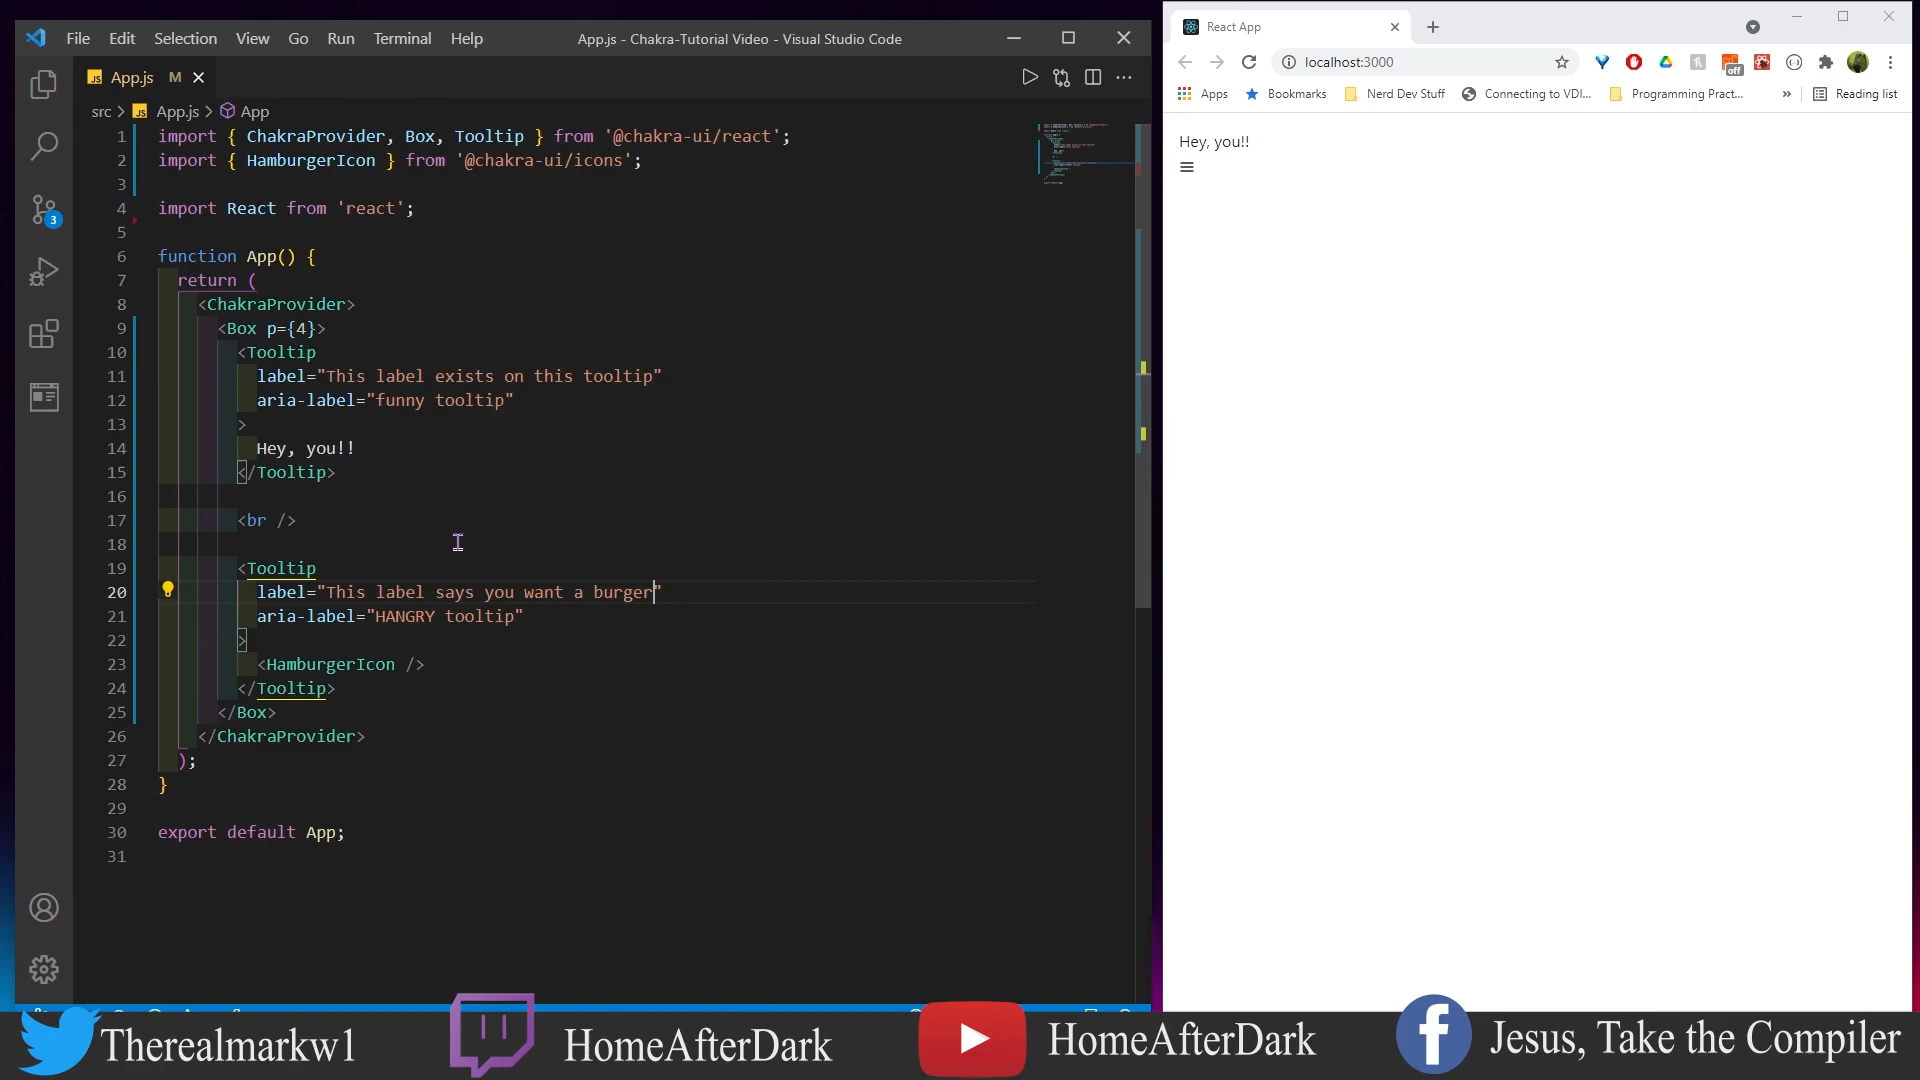 File Edit Selection View Go Run Terminal Help App.js - Chakra-Tutorial Video - Visual Studio Code
JS App.js M
src > JS App.js > App
1 import { ChakraProvider, Box, Tooltip } from '@chakra-ui/react';
2 import { HamburgerIcon } from '@chakra-ui/icons';
3
4 import React from 'react';
5
6 function App() {
7 return (
8 <ChakraProvider>
9 <Box p={4}>
10 <Tooltip
11 label="This label exists on this tooltip"
12 aria-label="funny tooltip"
13 >
14 Hey, you!!
15 </Tooltip>
16
17 <br />
18
19 <Tooltip
20 label="This label says you want a burger"
21 aria-label="HANGRY tooltip"
22 >
23 <HamburgerIcon />
24 </Tooltip>
25 </Box>
26 </ChakraProvider>
27 );
28 }
29
30 export default App;
31
3
React App
localhost:3000
off
Apps Bookmarks Nerd Dev Stuff Connecting to VDI... Programming Pract... » Reading list
Hey, you!!
Therealmarkw1 HomeAfterDark HomeAfterDark Jesus, Take the Compiler